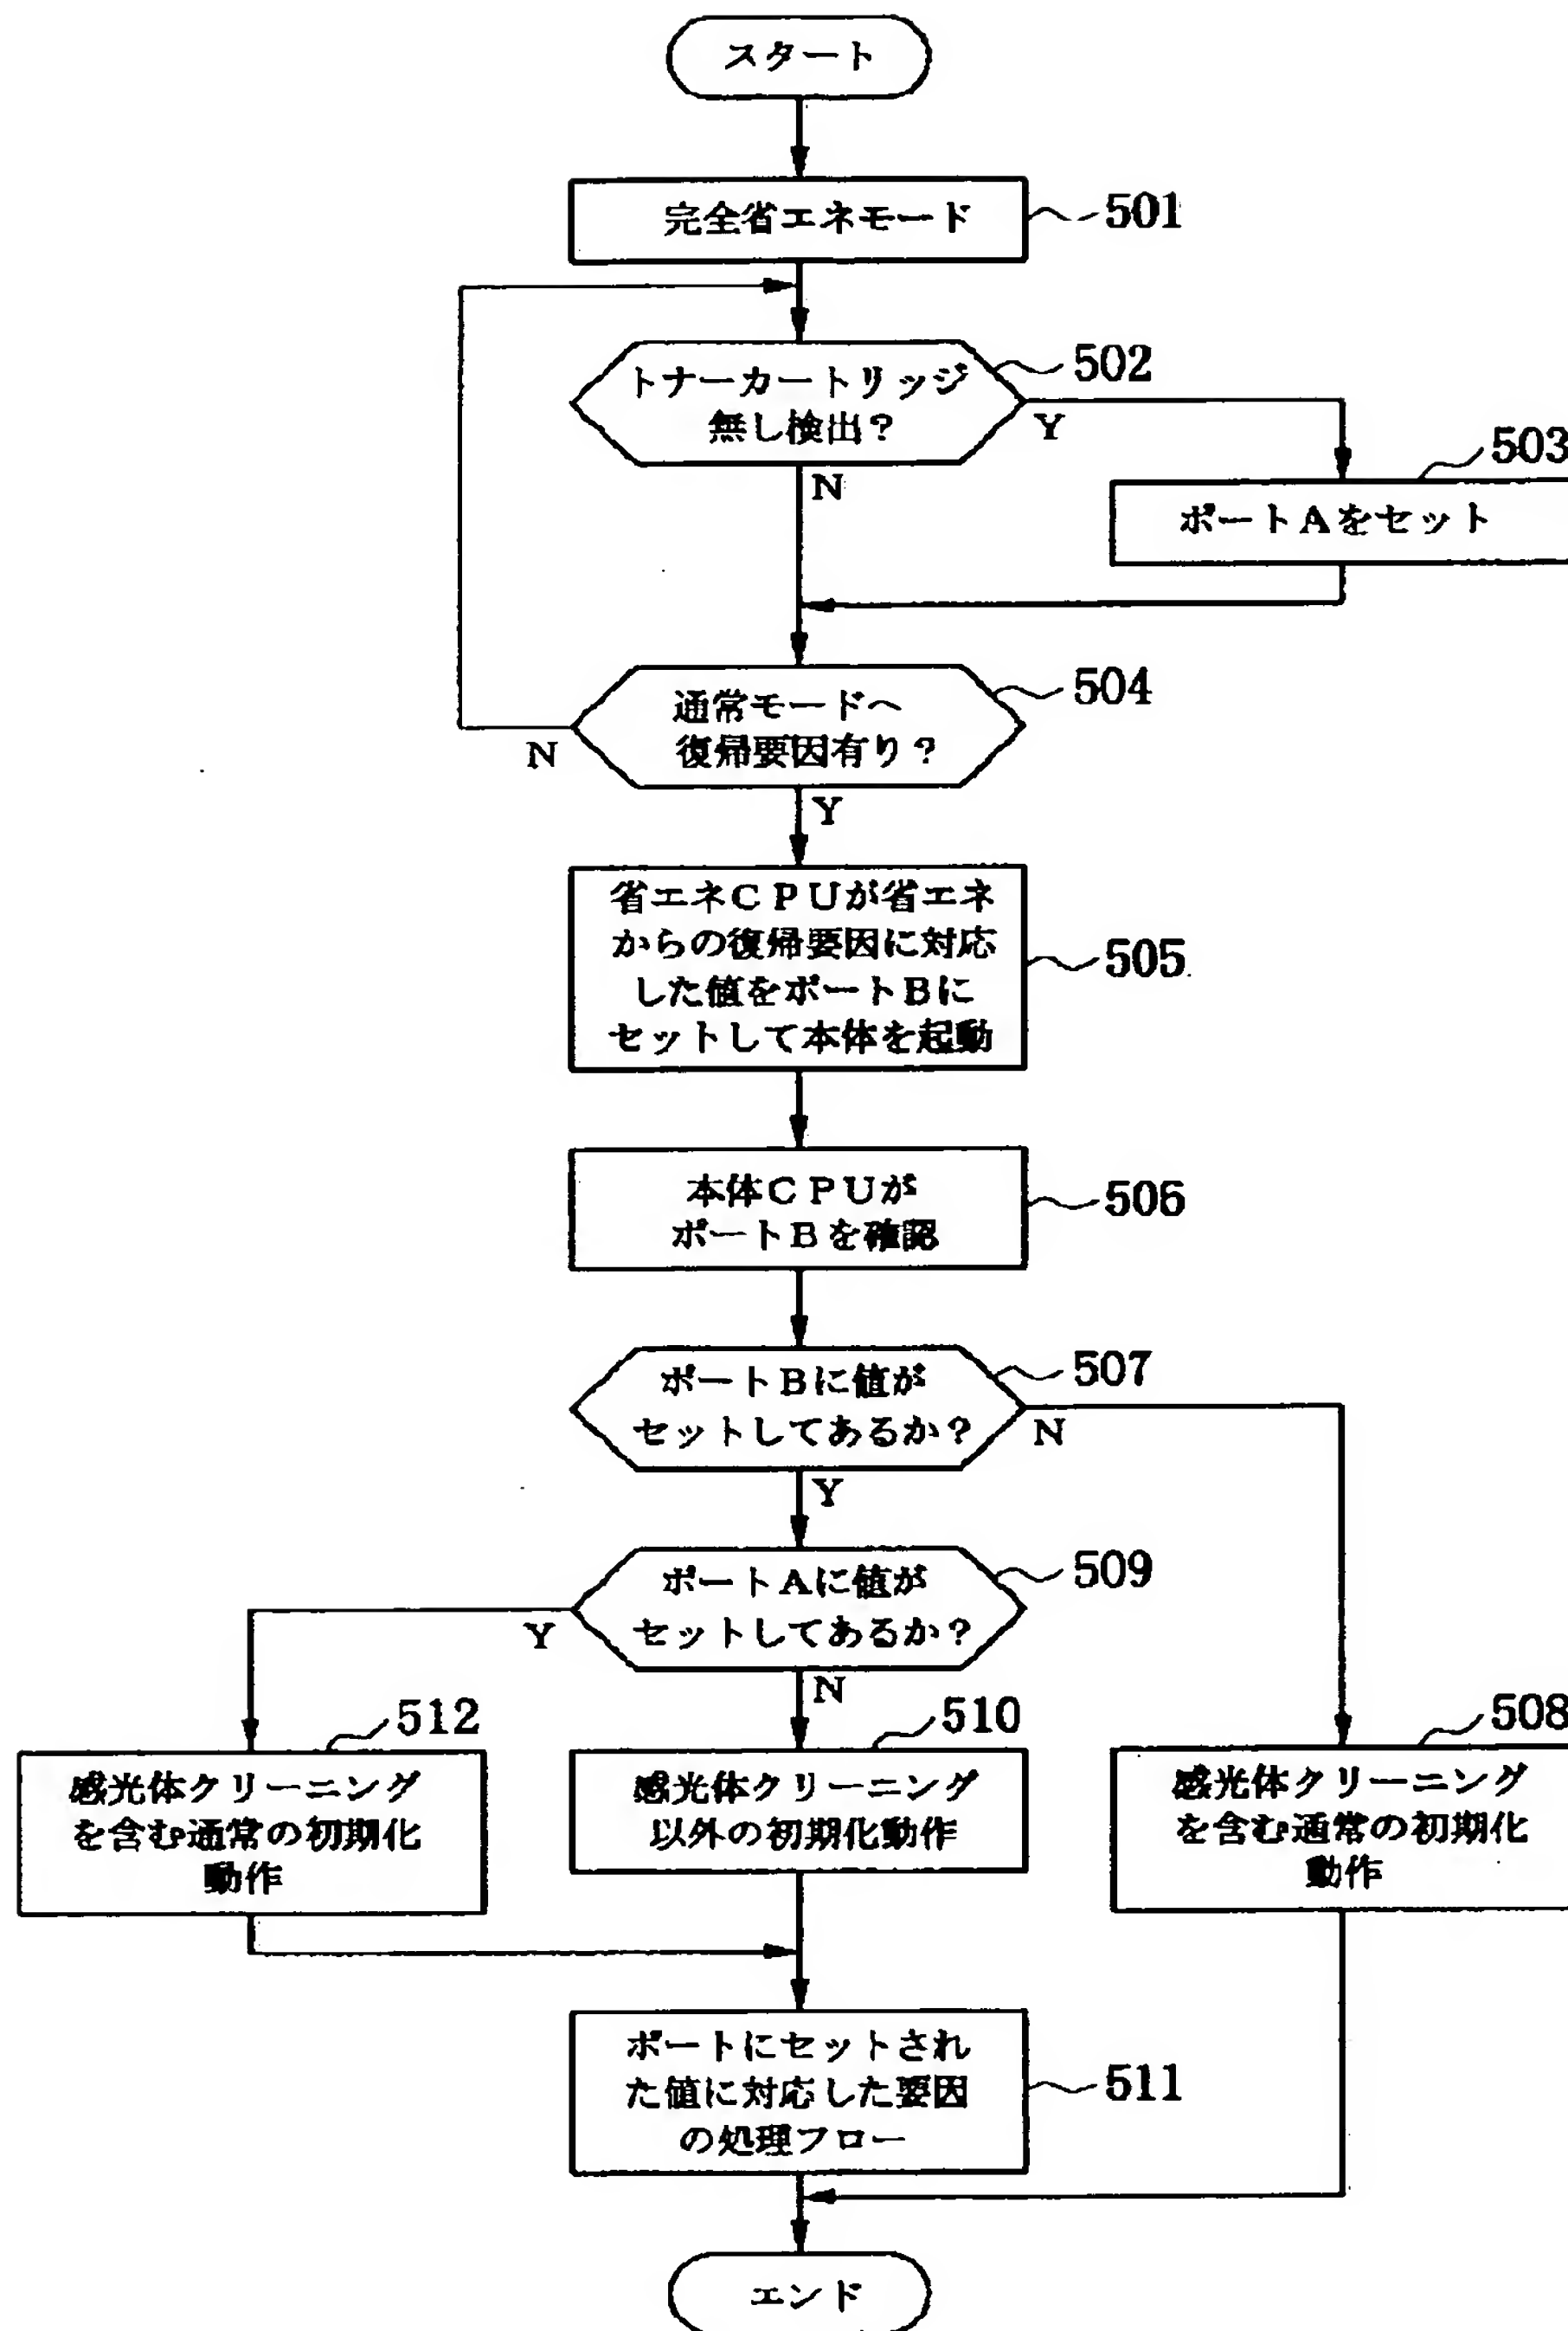 スタート
完全省エネモード
501
トナーカートリッジ
無し検出？
502
Y
N
503
ポートAをセット
通常モードへ
復帰要因有り？
504
N
Y
省エネCPUが省エネ
からの復帰要因に対応
した値をポートBに
セットして本体を起動
505
本体CPUが
ポートBを確認
506
ポートBに値が
セットしてあるか？
507
N
Y
ポートAに値が
セットしてあるか？
509
Y
N
512
感光体クリーニング
を含む通常の初期化
動作
510
感光体クリーニング
以外の初期化動作
508
感光体クリーニング
を含む通常の初期化
動作
ポートにセットされ
た値に対応した要因
の処理フロー
511
エンド